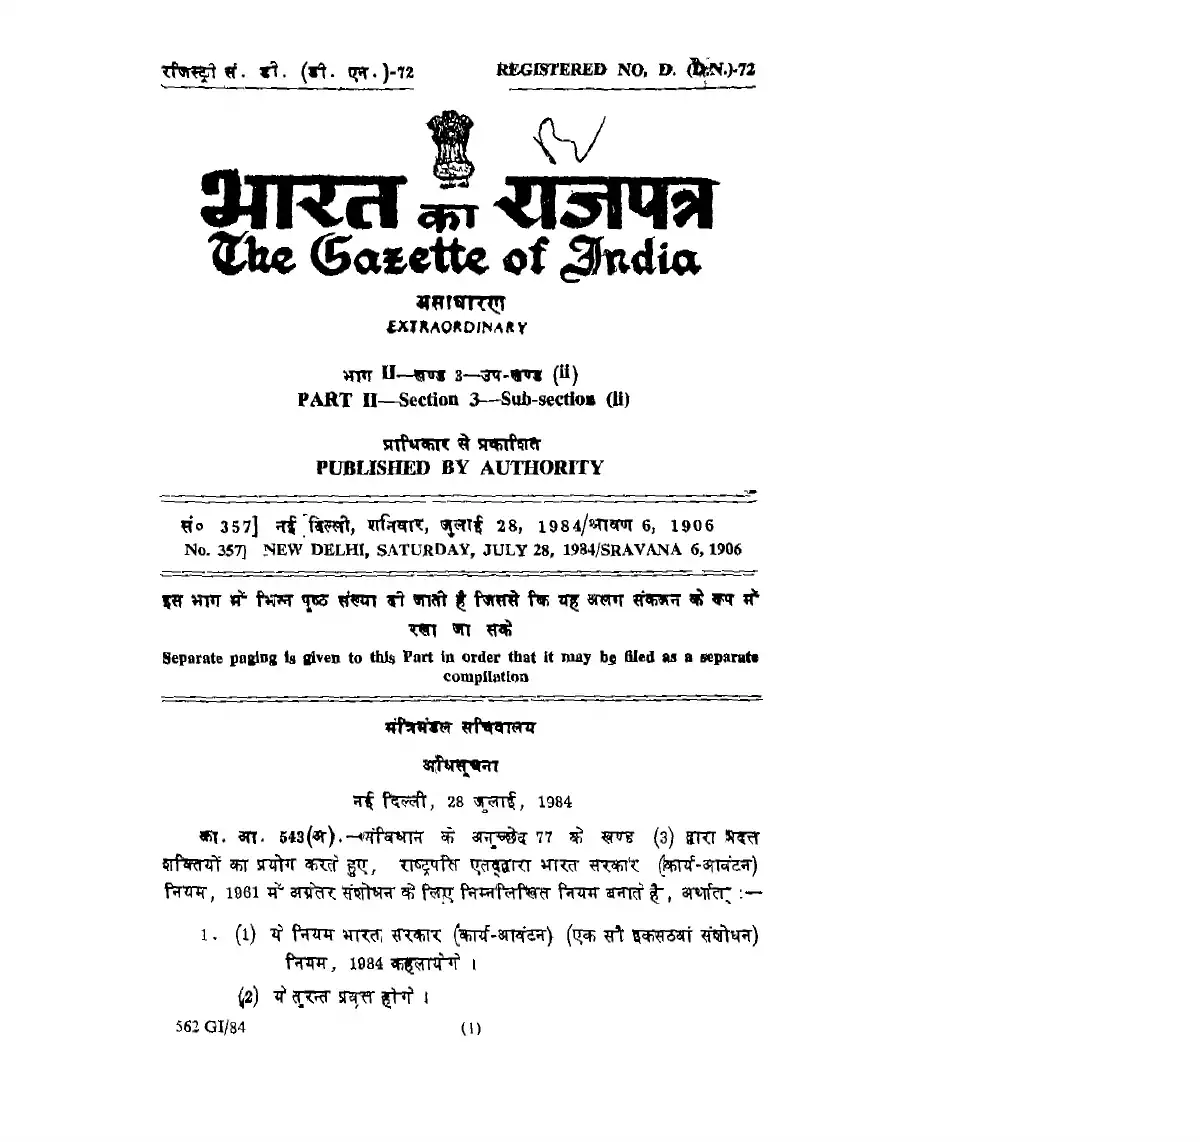 रजिस्ट्री सं. डी. (डी. एन.)-72
REGISTERED NO. D. (D.N.)-72
भारत का राजपत्र
The Gazette of India
असाधारण
EXTRAORDINARY
भाग II—खण्ड 3—उप-खण्ड (ii)
PART II—Section 3—Sub-section (ii)
प्राधिकार से प्रकाशित
PUBLISHED BY AUTHORITY
सं० 357] नई दिल्ली, शनिवार, जुलाई 28, 1984/श्रावण 6, 1906
No. 357] NEW DELHI, SATURDAY, JULY 28, 1984/SRAVANA 6, 1906
इस भाग में भिन्न पृष्ठ संख्या दी जाती है जिससे कि यह अलग संकलन के रूप में
रखा जा सके
Separate paging is given to this Part in order that it may be filed as a separate
compilation
मंत्रिमंडल सचिवालय
अधिसूचना
नई दिल्ली, 28 जुलाई, 1984
का. आ. 543(अ).—संविधान के अनुच्छेद 77 के खण्ड (3) द्वारा प्रदत्त
शक्तियों का प्रयोग करते हुए, राष्ट्रपति एतद्द्वारा भारत सरकार (कार्य-आवंटन)
नियम, 1961 में अग्रेतर संशोधन के लिए निम्नलिखित नियम बनाते हैं, अर्थात् :—
1. (1) ये नियम भारत सरकार (कार्य-आवंटन) (एक सौ इकसठवां संशोधन)
नियम, 1984 कहलायेंगे ।
(2) ये तुरन्त प्रवृत्त होंगे ।
562 GI/84
(1)